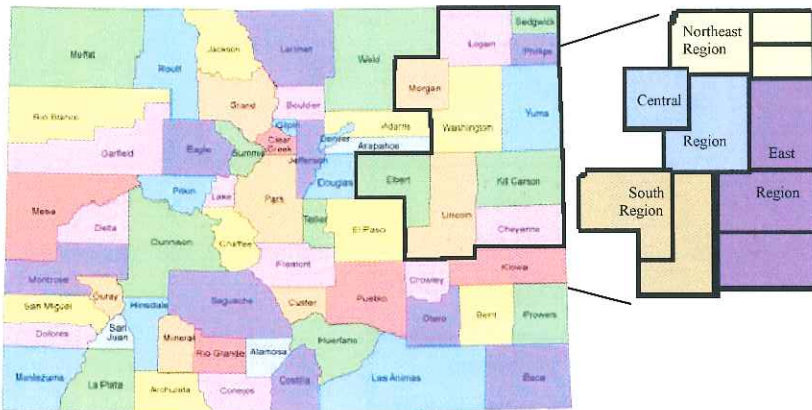 Moffat
Routt
Jackson
Larimer
Weld
Logan
Sedgwick
Phillips
Morgan
Grand
Boulder
Rio Blanco
Washington
Yuma
Garfield
Eagle
Summit
Gilpin
Clear
Creek
Jefferson
Denver
Adams
Arapahoe
Douglas
Elbert
Kit Carson
Lincoln
Cheyenne
Mesa
Pitkin
Lake
Park
Teller
El Paso
Delta
Gunnison
Chaffee
Fremont
Crowley
Kiowa
Montrose
Ouray
San Miguel
Hinsdale
Saguache
Custer
Pueblo
Otero
Bent
Prowers
Dolores
San
Juan
Mineral
Rio Grande
Alamosa
Huerfano
Montezuma
La Plata
Archuleta
Conejos
Costilla
Las Animas
Baca
Northeast
Region
Central
Region
East
Region
South
Region